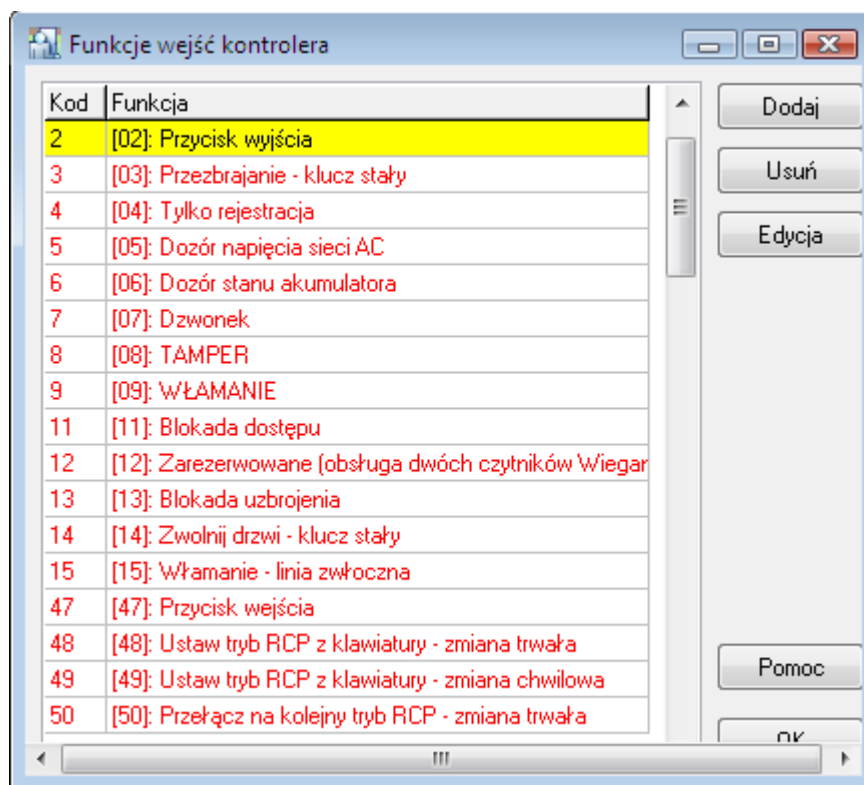 Funkcje wejść kontrolera
Kod Funkcja
2 [02]: Przycisk wyjścia
3 [03]: Przezbrajanie - klucz stały
4 [04]: Tylko rejestracja
5 [05]: Dozór napięcia sieci AC
6 [06]: Dozór stanu akumulatora
7 [07]: Dzwonek
8 [08]: TAMPER
9 [09]: WŁAMANIE
11 [11]: Blokada dostępu
12 [12]: Zarezerwowane (obsługa dwóch czytników Wiegar
13 [13]: Blokada uzbrojenia
14 [14]: Zwolnij drzwi - klucz stały
15 [15]: Włamanie - linia zwłoczna
47 [47]: Przycisk wejścia
48 [48]: Ustaw tryb RCP z klawiatury - zmiana trwała
49 [49]: Ustaw tryb RCP z klawiatury - zmiana chwilowa
50 [50]: Przełącz na kolejny tryb RCP - zmiana trwała
Dodaj
Usuń
Edycja
Pomoc
OK